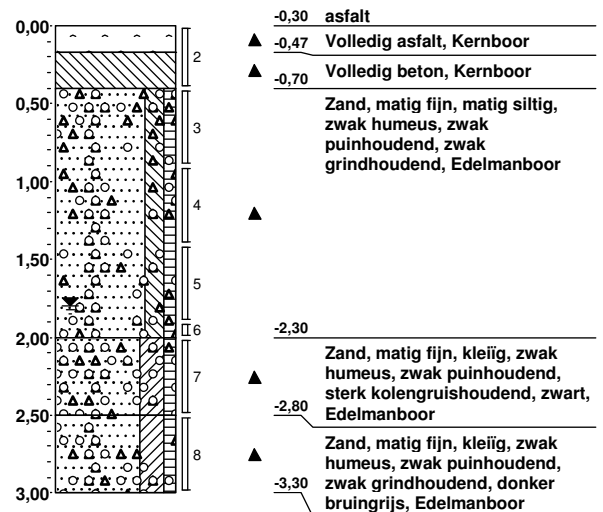 0,00
0,50
1,00
1,50
2,00
2,50
3,00
2
3
4
5
6
7
8
-0,30 asfalt
-0,47 Volledig asfalt, Kernboor
-0,70 Volledig beton, Kernboor
Zand, matig fijn, matig siltig,
zwak humeus, zwak
puinhoudend, zwak
grindhoudend, Edelmanboor
-2,30
Zand, matig fijn, kleiïg, zwak
humeus, zwak puinhoudend,
sterk kolengruishoudend, zwart,
Edelmanboor
-2,80
Zand, matig fijn, kleiïg, zwak
humeus, zwak puinhoudend,
zwak grindhoudend, donker
bruingrijs, Edelmanboor
-3,30